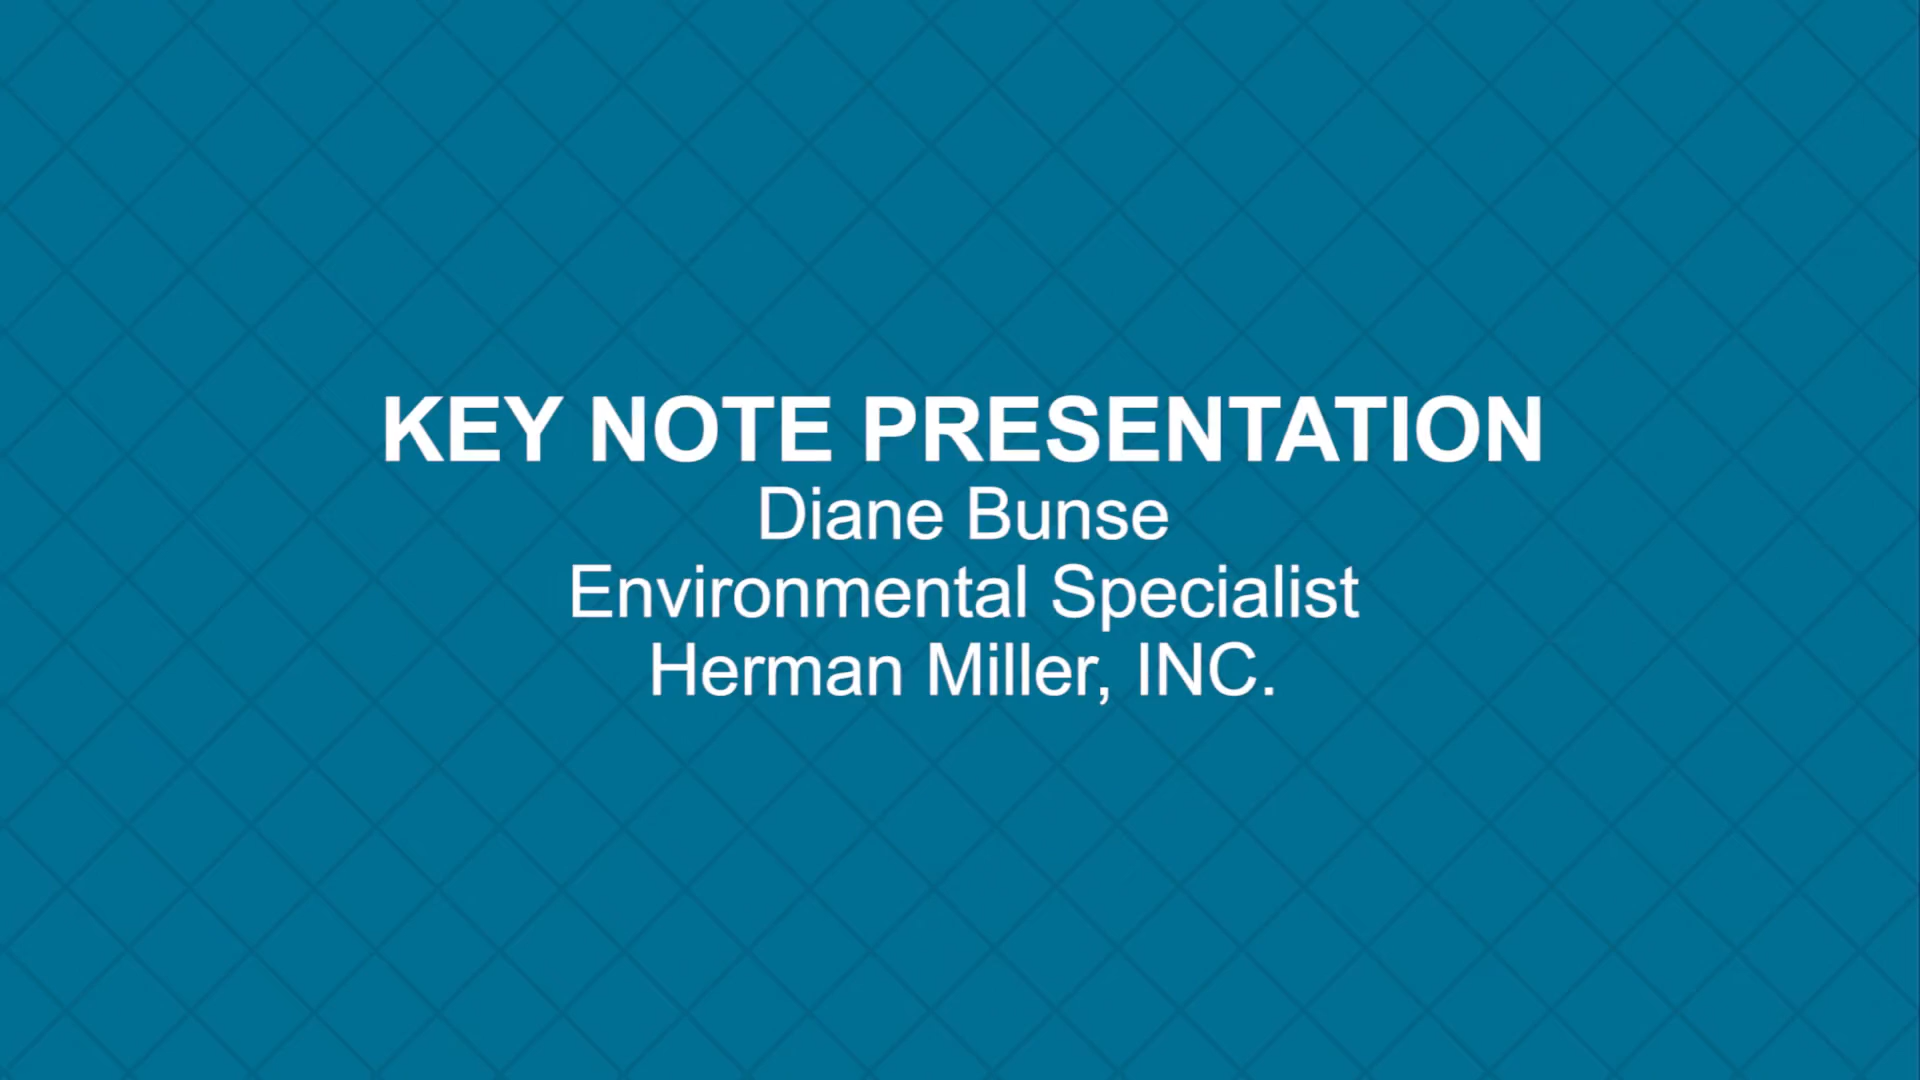 KEY NOTE PRESENTATION
Diane Bunse
Environmental Specialist
Herman Miller, INC.